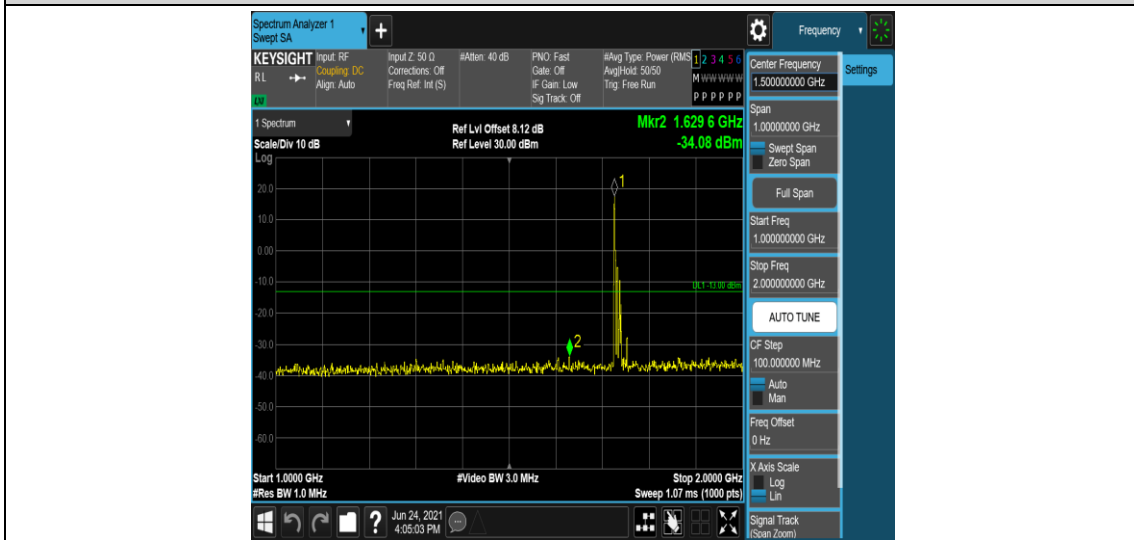 Spectrum Analyzer 1
Swept SA
+
Frequency
KEYSIGHT
RL
Input: RF
Coupling: DC
Align: Auto
Input Z: 50 Ω
Corrections: Off
Freq Ref: Int (S)
#Atten: 40 dB
PNO: Fast
Gate: Off
IF Gain: Low
Sig Track: Off
#Avg Type: Power (RMS
Avg|Hold: 50/50
Trig: Free Run
1 2 3 4 5 6
M W W W W W
P P P P P P
Center Frequency
1.500000000 GHz
Settings
Span
1.00000000 GHz
Swept Span
Zero Span
Full Span
Start Freq
1.000000000 GHz
Stop Freq
2.000000000 GHz
AUTO TUNE
CF Step
100.000000 MHz
Auto
Man
Freq Offset
0 Hz
X Axis Scale
Log
Lin
Signal Track
(Span Zoom)
1 Spectrum
Scale/Div 10 dB
Log
Ref Lvl Offset 8.12 dB
Ref Level 30.00 dBm
Mkr2 1.629 6 GHz
-34.08 dBm
1
20.0
10.0
0.00
-10.0
DL1 -13.00 dBm
-20.0
2
-30.0
-40.0
-50.0
-60.0
Start 1.0000 GHz
#Video BW 3.0 MHz
Stop 2.0000 GHz
#Res BW 1.0 MHz
Sweep 1.07 ms (1000 pts)
?
Jun 24, 2021
4:05:03 PM